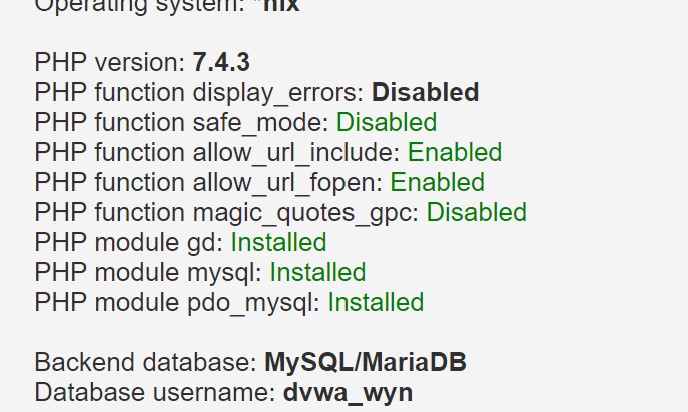 Operating system: *nix
PHP version: 7.4.3
PHP function display_errors: Disabled
PHP function safe_mode: Disabled
PHP function allow_url_include: Enabled
PHP function allow_url_fopen: Enabled
PHP function magic_quotes_gpc: Disabled
PHP module gd: Installed
PHP module mysql: Installed
PHP module pdo_mysql: Installed
Backend database: MySQL/MariaDB
Database username: dvwa_wyn